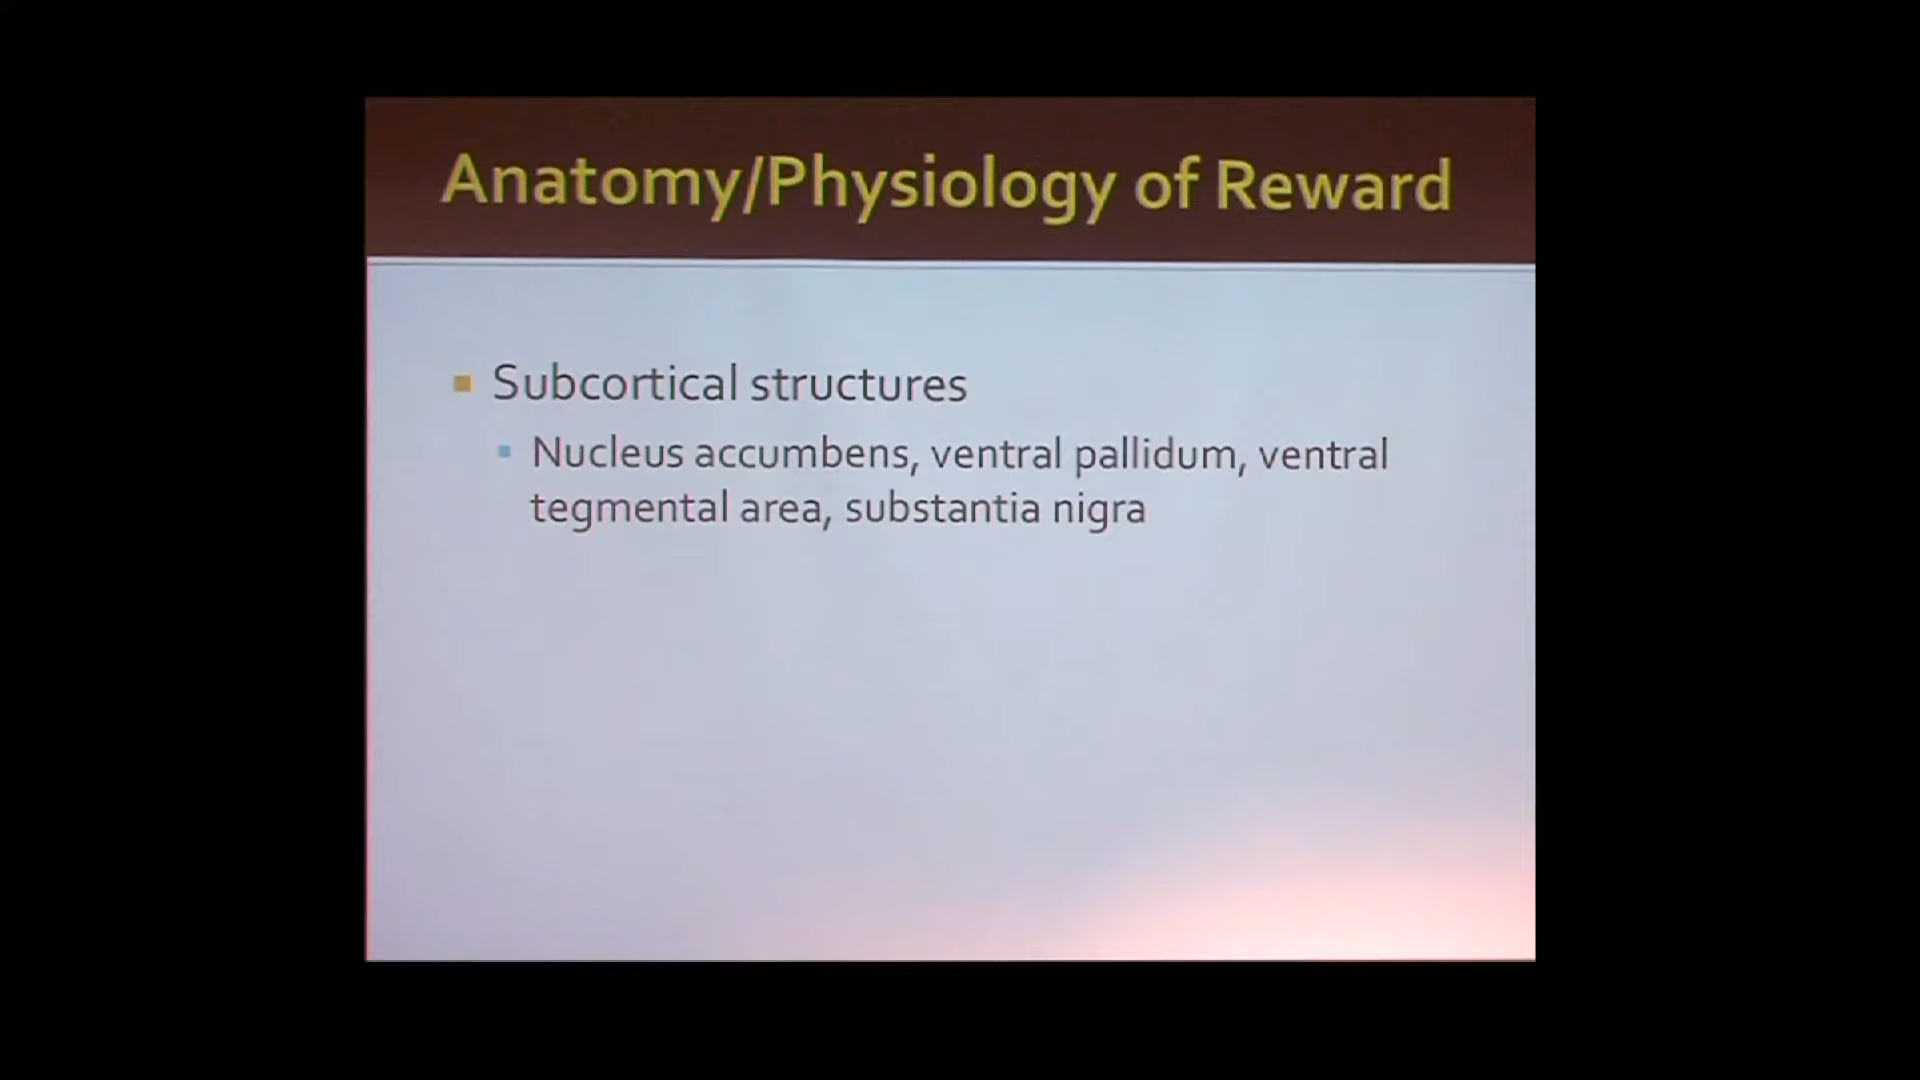 Anatomy/Physiology of Reward
Subcortical structures
Nucleus accumbens, ventral pallidum, ventral
tegmental area, substantia nigra